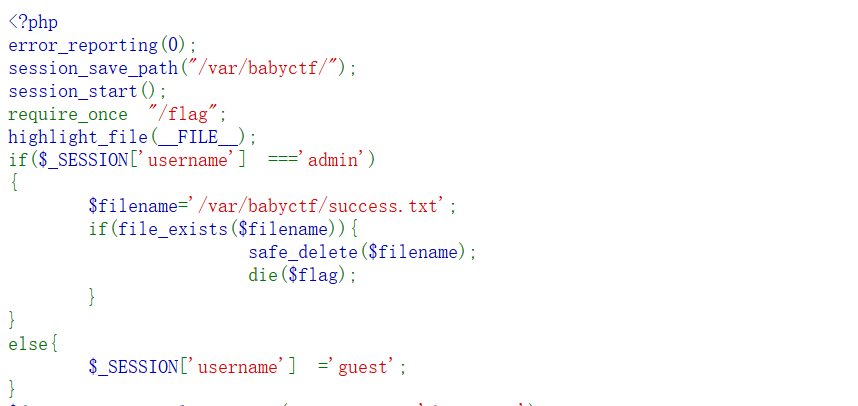 <?php
error_reporting(0);
session_save_path("/var/babyctf/");
session_start();
require_once  "/flag";
highlight_file(__FILE__);
if($_SESSION['username']  ==='admin')
{
        $filename='/var/babyctf/success.txt';
        if(file_exists($filename)){
                safe_delete($filename);
                die($flag);
        }
}
else{
        $_SESSION['username']  ='guest';
}